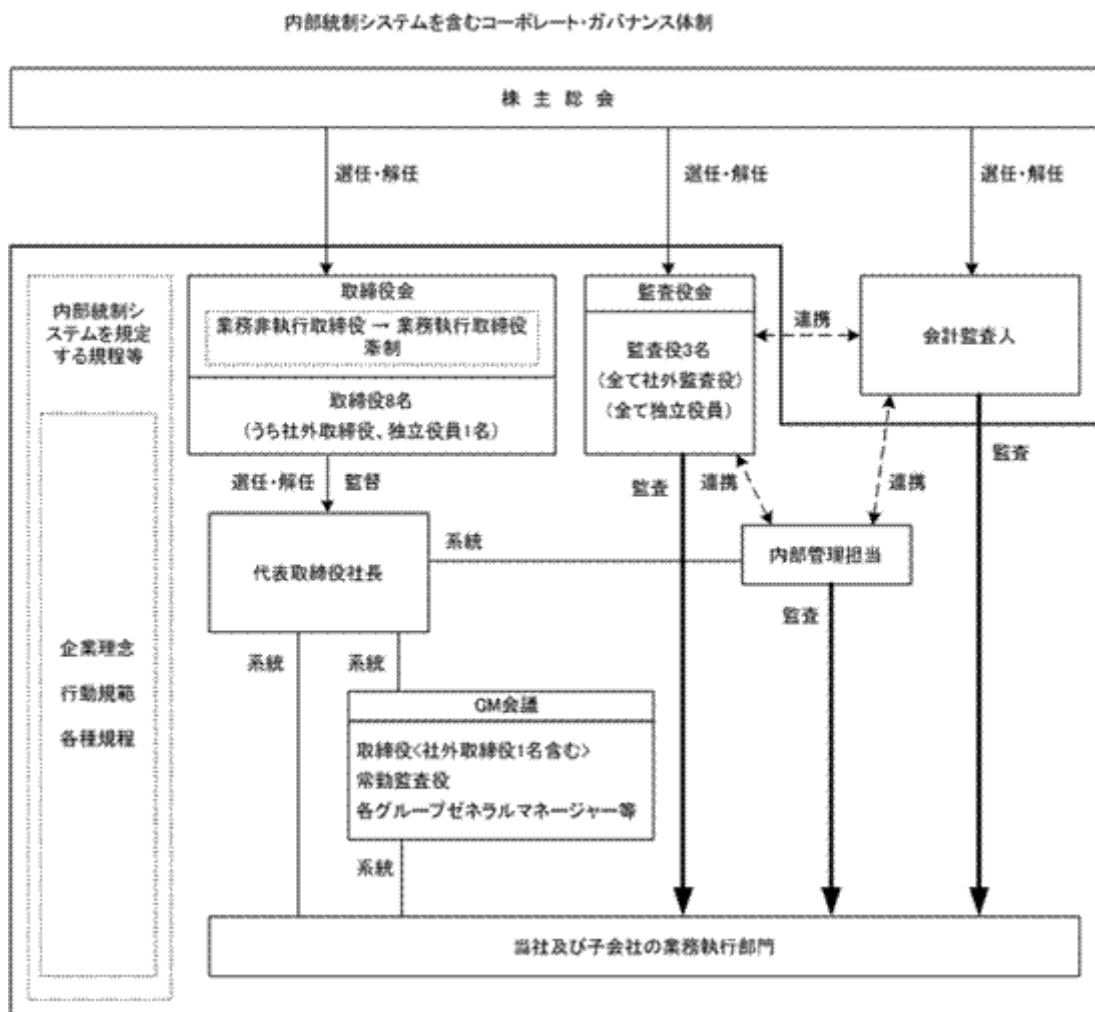 内部統制システムを含むコーポレート・ガバナンス体制
株主総会
選任・解任
選任・解任
選任・解任
内部統制シ
ステムを規定
する規程等
企業理念
行動規範
各種規程
取締役会
業務非執行取締役 → 業務執行取締役
牽制
取締役8名
(うち社外取締役、独立役員1名)
監査役会
監査役3名
(全て社外監査役)
(全て独立役員)
連携
会計監査人
選任・解任
監督
監査
連携
連携
監査
代表取締役社長
系統
内部管理担当
監査
系統
系統
GM会議
取締役<社外取締役1名含む>
常勤監査役
各グループゼネラルマネージャー等
系統
当社及び子会社の業務執行部門